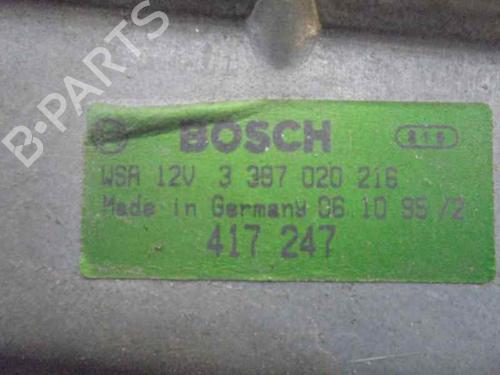 B-PARTS
BOSCH
WSA 12V 3 397 020 216
Made in Germany 06.10 95 /2
417 247